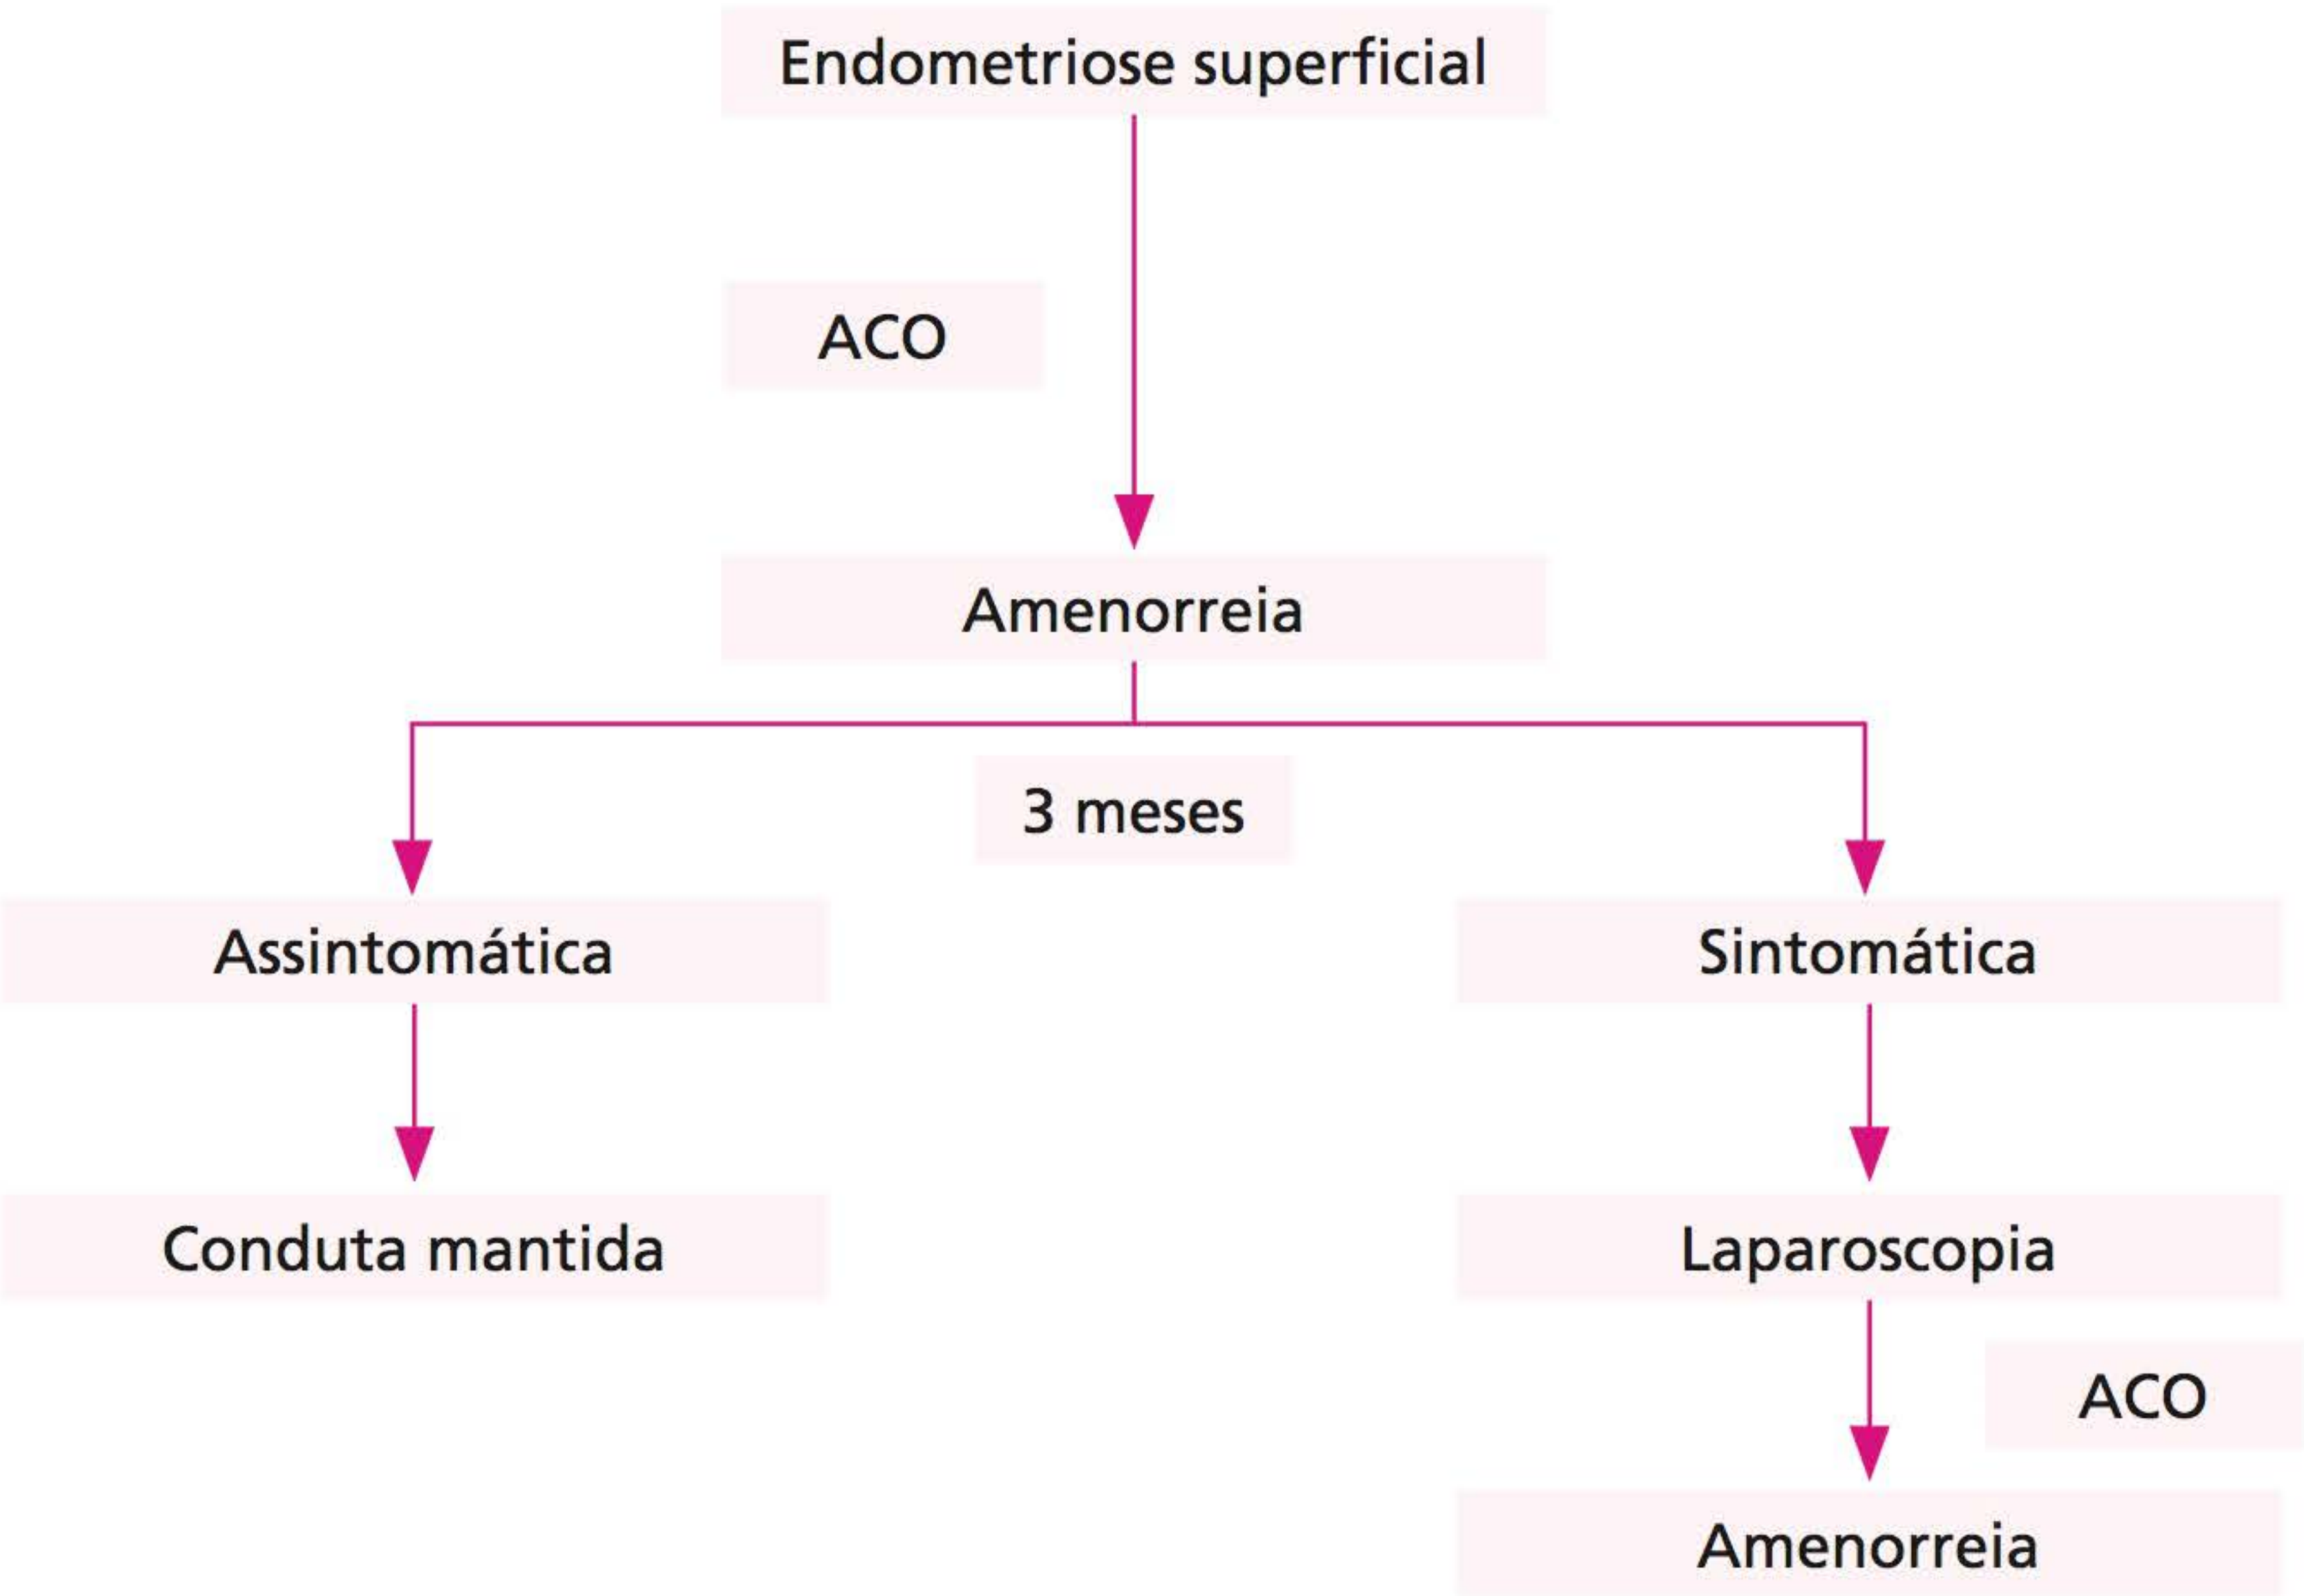 Endometriose superficial
ACO
Amenorreia
3 meses
Assintomática
Sintomática
Conduta mantida
Laparoscopia
ACO
Amenorreia